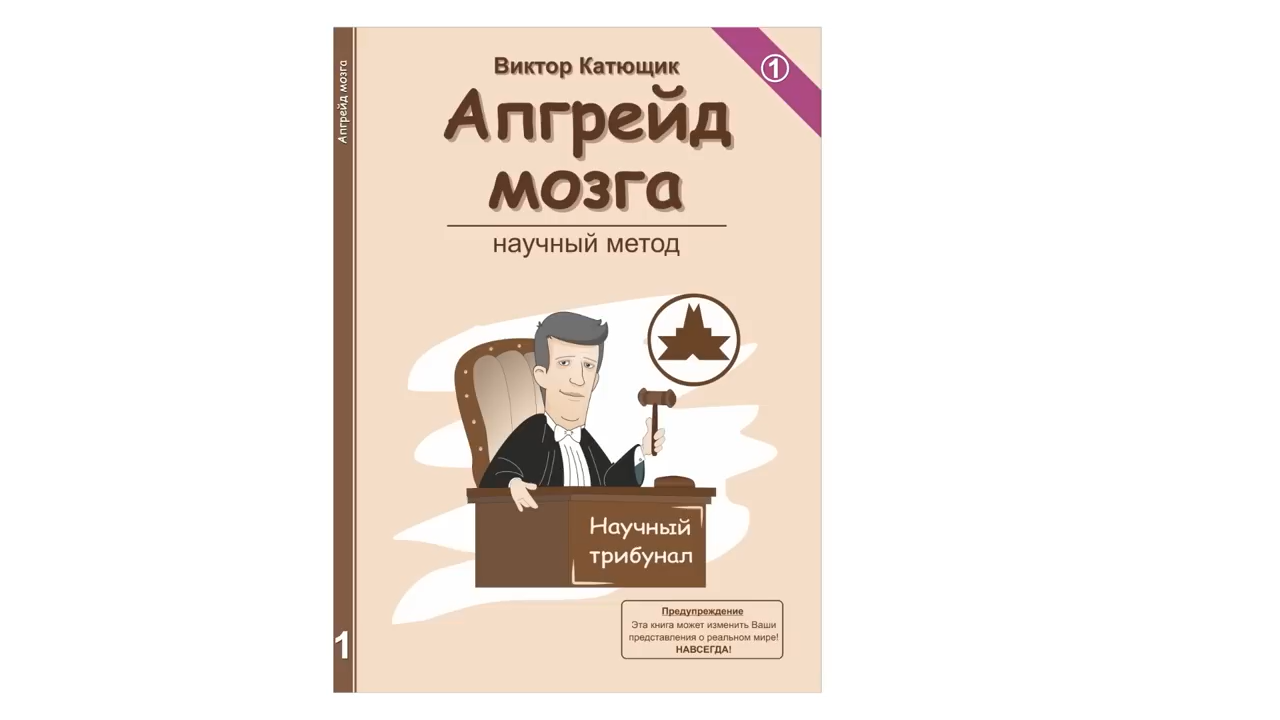 Апгрейд мозга
1
Виктор Катющик
1
Апгрейд
мозга
научный метод
Научный
трибунал
Предупреждение
Эта книга может изменить Ваши
представления о реальном мире!
НАВСЕГДА!